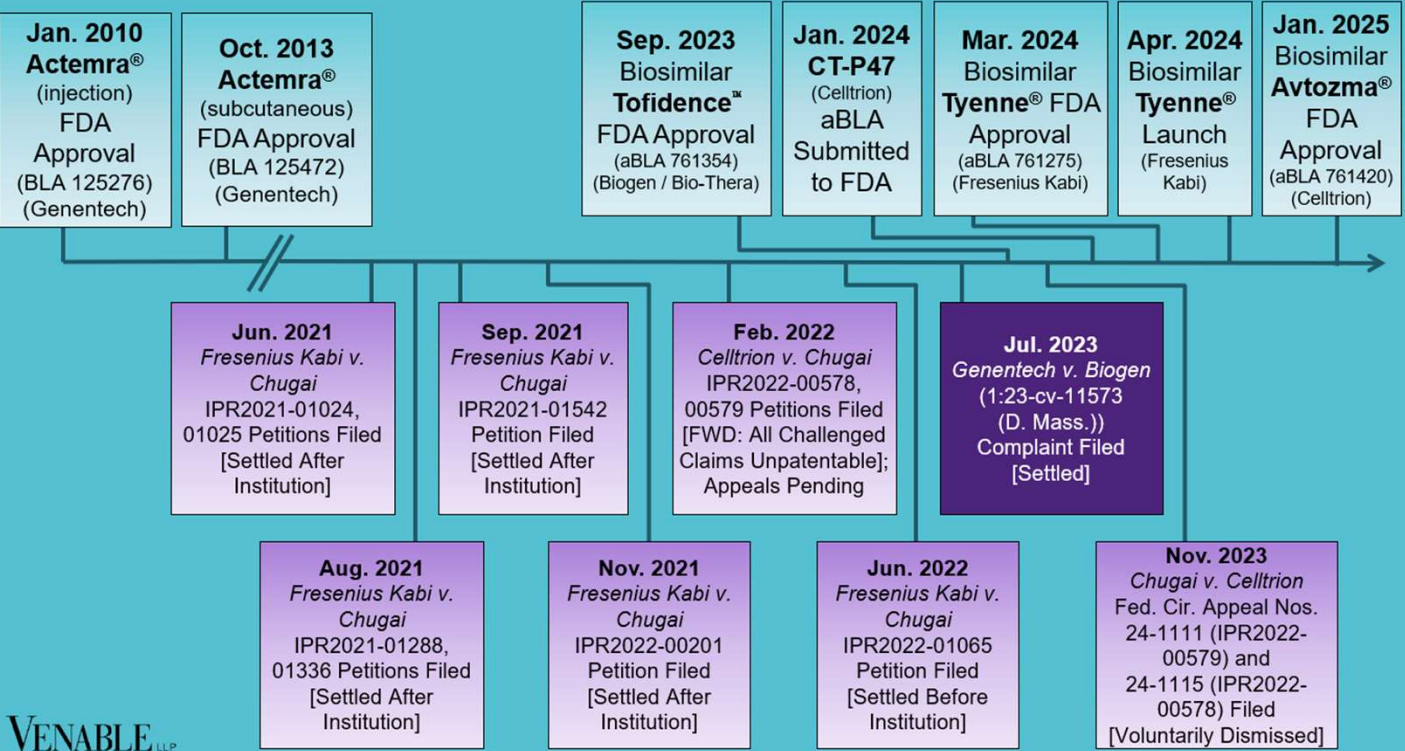 Jan. 2010
Actemra®
(injection)
FDA
Approval
(BLA 125276)
(Genentech)
Oct. 2013
Actemra®
(subcutaneous)
FDA Approval
(BLA 125472)
(Genentech)
Sep. 2023
Biosimilar
Tofidence™
FDA Approval
(aBLA 761354)
(Biogen / Bio-Thera)
Jan. 2024
CT-P47
(Celltrion)
aBLA
Submitted
to FDA
Mar. 2024
Biosimilar
Tyenne® FDA
Approval
(aBLA 761275)
(Fresenius Kabi)
Apr. 2024
Biosimilar
Tyenne®
Launch
(Fresenius
Kabi)
Jan. 2025
Biosimilar
Avtozma®
FDA
Approval
(aBLA 761420)
(Celltrion)
Jun. 2021
Fresenius Kabi v.
Chugai
IPR2021-01024,
01025 Petitions Filed
[Settled After
Institution]
Sep. 2021
Fresenius Kabi v.
Chugai
IPR2021-01542
Petition Filed
[Settled After
Institution]
Feb. 2022
Celltrion v. Chugai
IPR2022-00578,
00579 Petitions Filed
[FWD: All Challenged
Claims Unpatentable];
Appeals Pending
Jul. 2023
Genentech v. Biogen
(1:23-cv-11573
(D. Mass.))
Complaint Filed
[Settled]
Aug. 2021
Fresenius Kabi v.
Chugai
IPR2021-01288,
01336 Petitions Filed
[Settled After
Institution]
Nov. 2021
Fresenius Kabi v.
Chugai
IPR2022-00201
Petition Filed
[Settled After
Institution]
Jun. 2022
Fresenius Kabi v.
Chugai
IPR2022-01065
Petition Filed
[Settled Before
Institution]
Nov. 2023
Chugai v. Celltrion
Fed. Cir. Appeal Nos.
24-1111 (IPR2022-
00579) and
24-1115 (IPR2022-
00578) Filed
[Voluntarily Dismissed]
VENABLE LLP